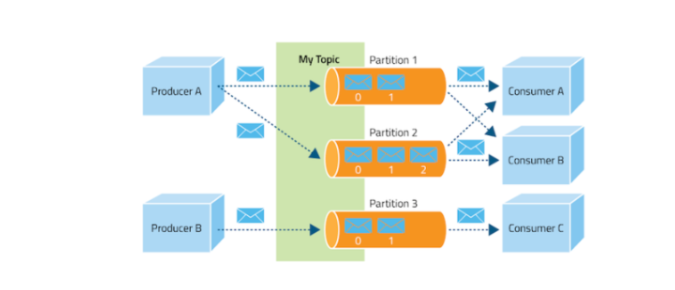 My Topic
Partition 1
Producer A
0 1
Consumer A
Partition 2
0 1 2
Consumer B
Partition 3
Producer B
0 1
Consumer C